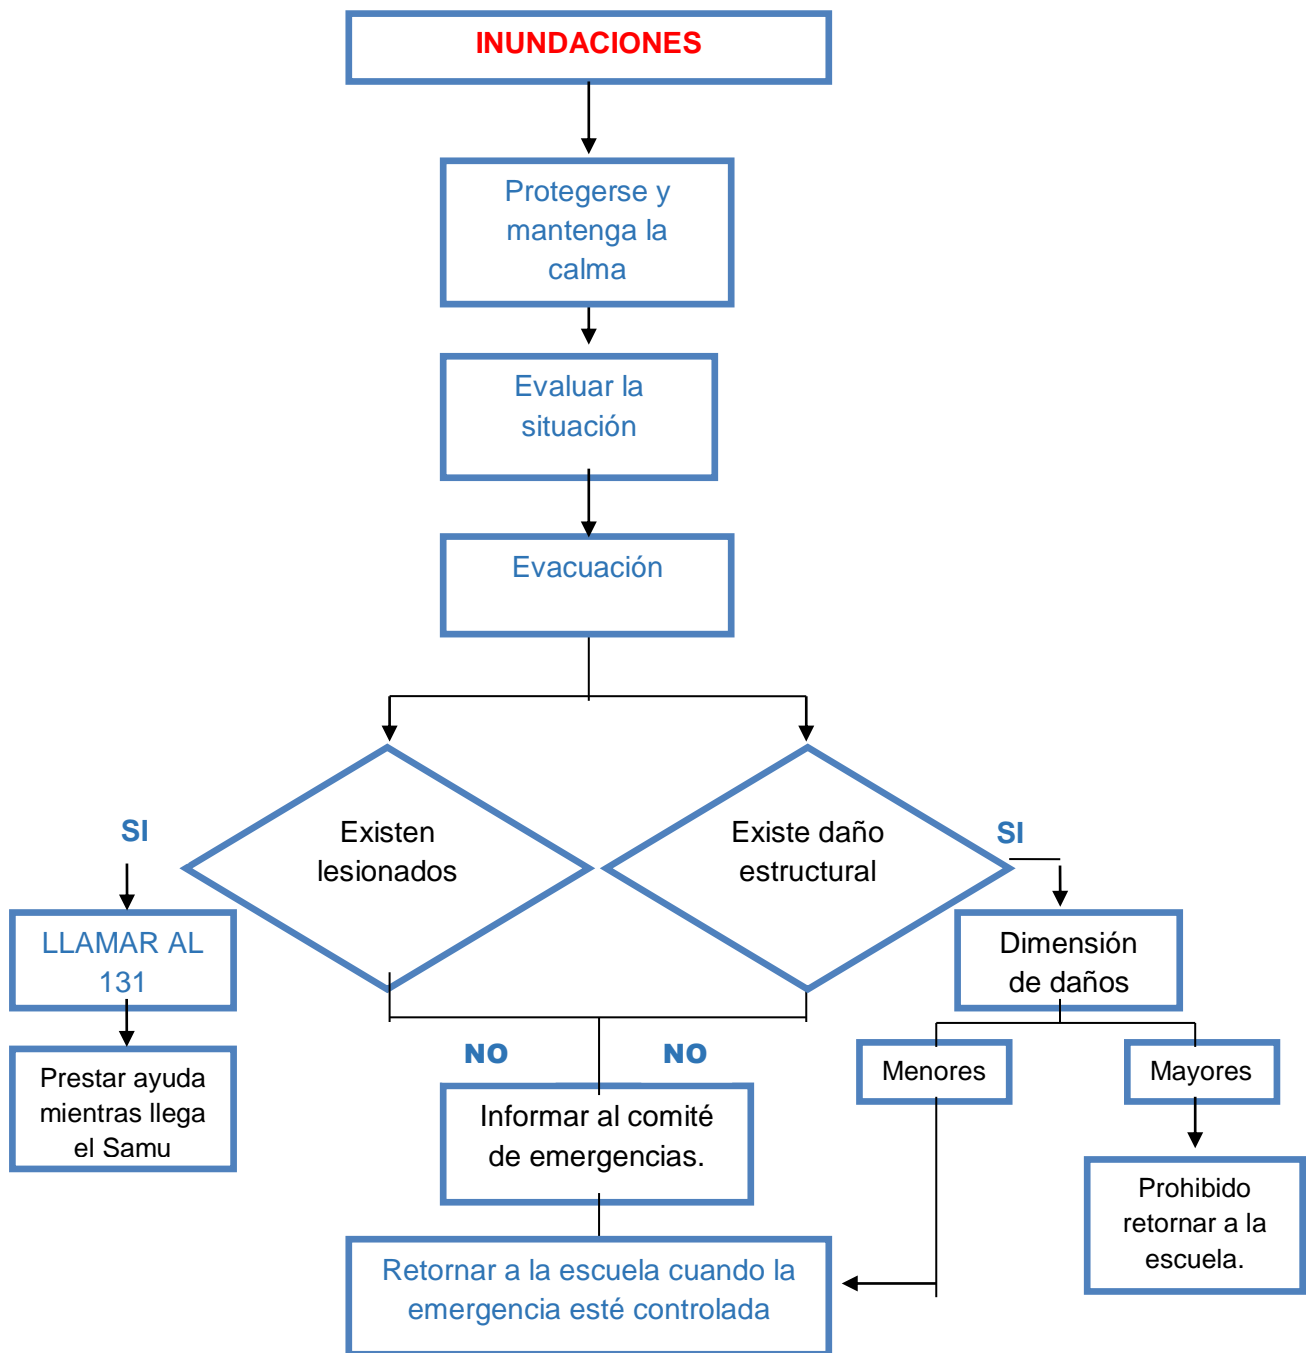 INUNDACIONES
Protegerse y
mantenga la
calma
Evaluar la
situación
Evacuación
Existen
lesionados
Existe daño
estructural
SI
SI
LLAMAR AL
131
Dimensión
de daños
Prestar ayuda
mientras llega
el Samu
NO
NO
Menores
Mayores
Informar al comité
de emergencias.
Prohibido
retornar a la
escuela.
Retornar a la escuela cuando la
emergencia esté controlada